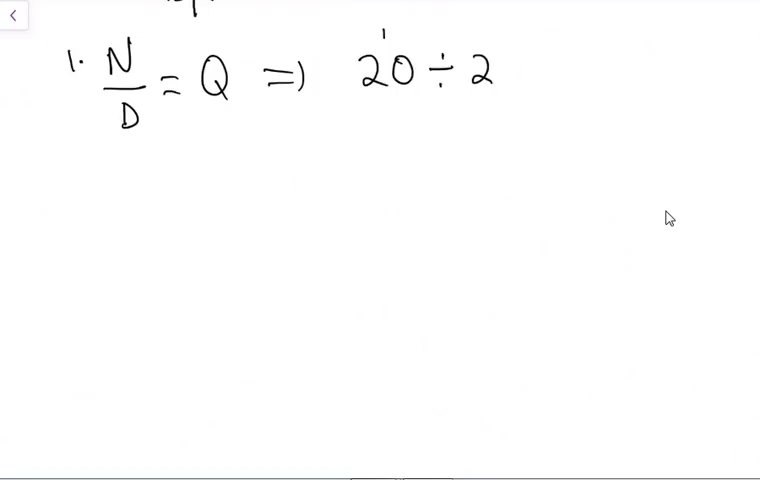 1. N/D = Q => 20 ÷ 2